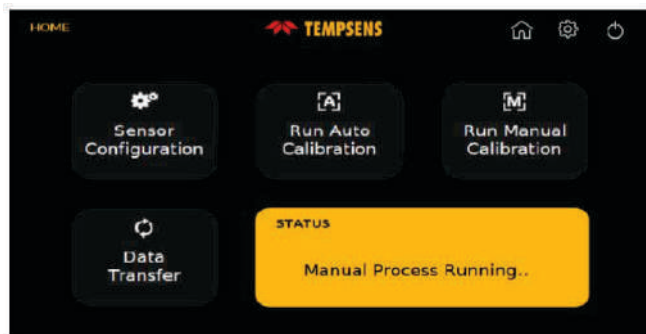 HOME
TEMPSENS
[A]
[M]
Sensor
Configuration
Run Auto
Calibration
Run Manual
Calibration
Data
Transfer
STATUS
Manual Process Running..